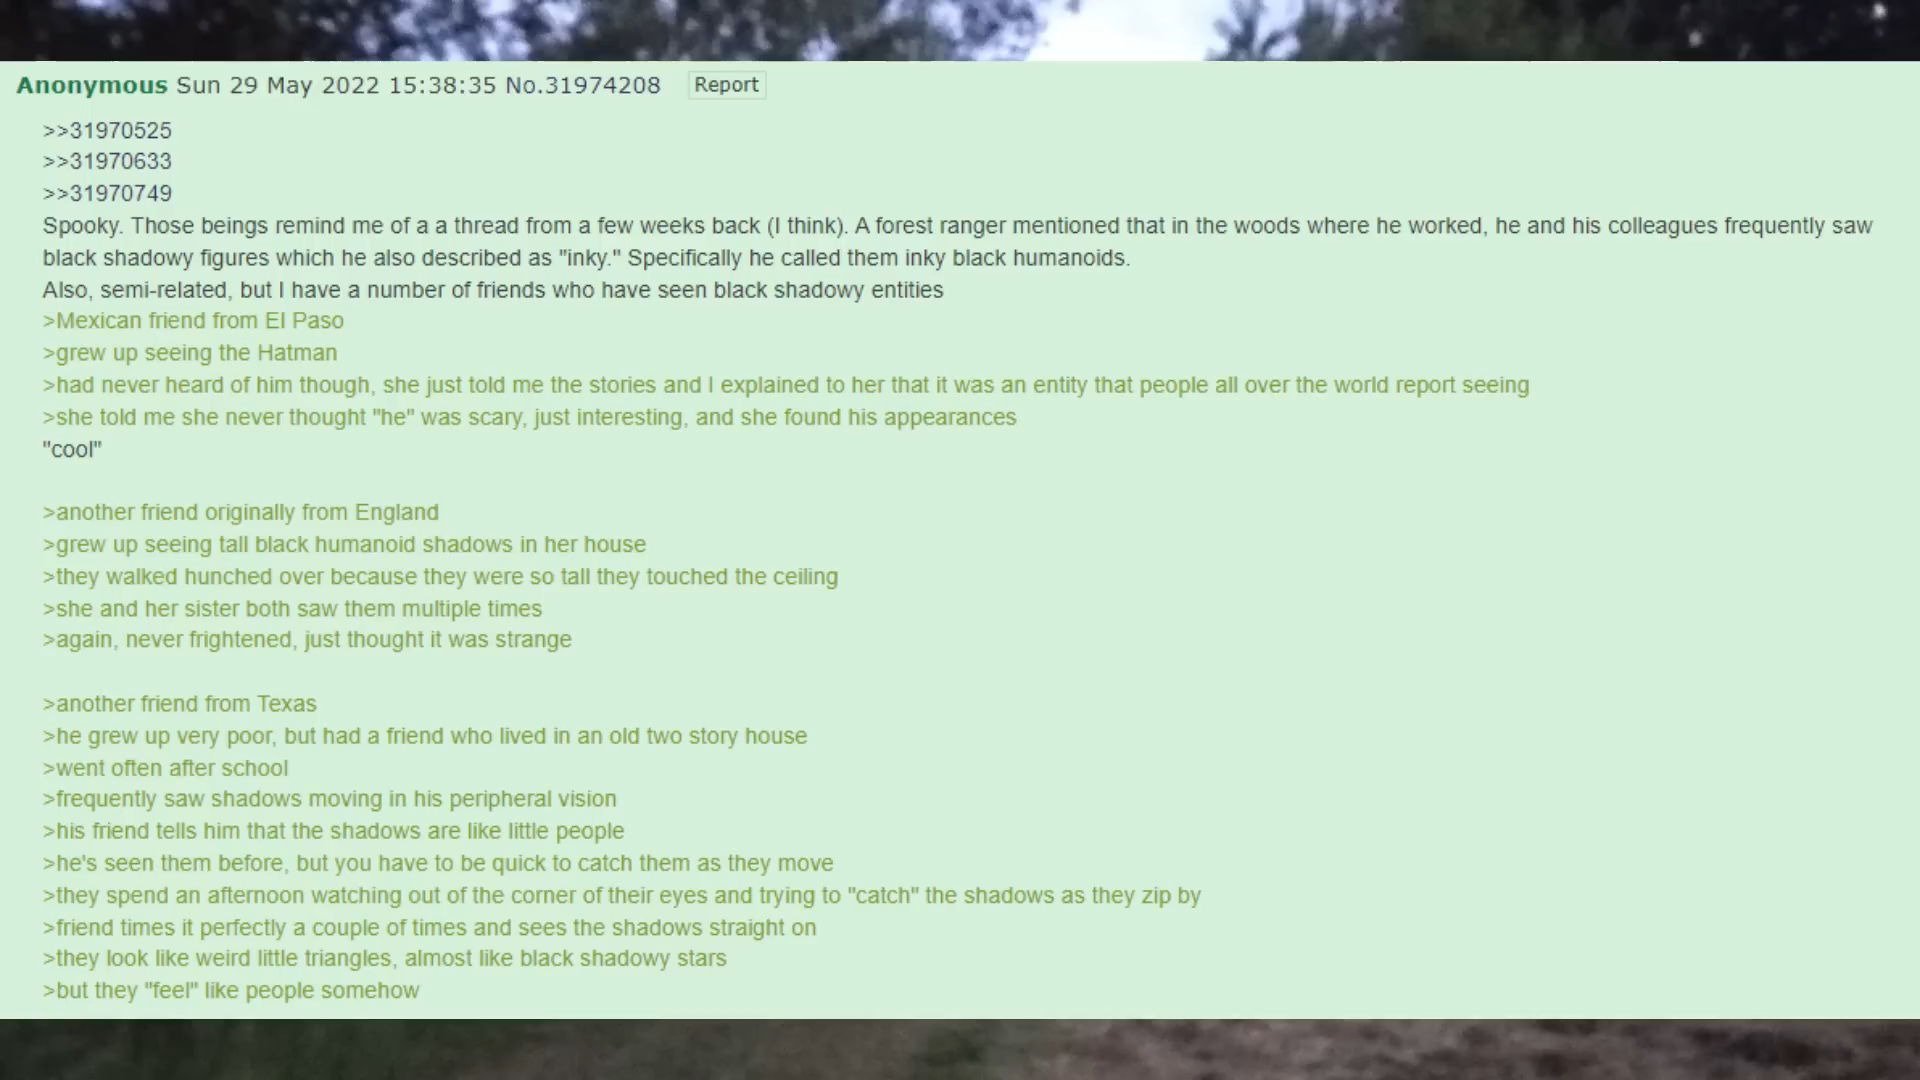 Anonymous Sun 29 May 2022 15:38:35 No.31974208 Report
>>31970525
>>31970633
>>31970749
Spooky. Those beings remind me of a a thread from a few weeks back (I think). A forest ranger mentioned that in the woods where he worked, he and his colleagues frequently saw
black shadowy figures which he also described as "inky." Specifically he called them inky black humanoids.
Also, semi-related, but I have a number of friends who have seen black shadowy entities
>Mexican friend from El Paso
>grew up seeing the Hatman
>had never heard of him though, she just told me the stories and I explained to her that it was an entity that people all over the world report seeing
>she told me she never thought "he" was scary, just interesting, and she found his appearances
"cool"
>another friend originally from England
>grew up seeing tall black humanoid shadows in her house
>they walked hunched over because they were so tall they touched the ceiling
>she and her sister both saw them multiple times
>again, never frightened, just thought it was strange
>another friend from Texas
>he grew up very poor, but had a friend who lived in an old two story house
>went often after school
>frequently saw shadows moving in his peripheral vision
>his friend tells him that the shadows are like little people
>he's seen them before, but you have to be quick to catch them as they move
>they spend an afternoon watching out of the corner of their eyes and trying to "catch" the shadows as they zip by
>friend times it perfectly a couple of times and sees the shadows straight on
>they look like weird little triangles, almost like black shadowy stars
>but they "feel" like people somehow